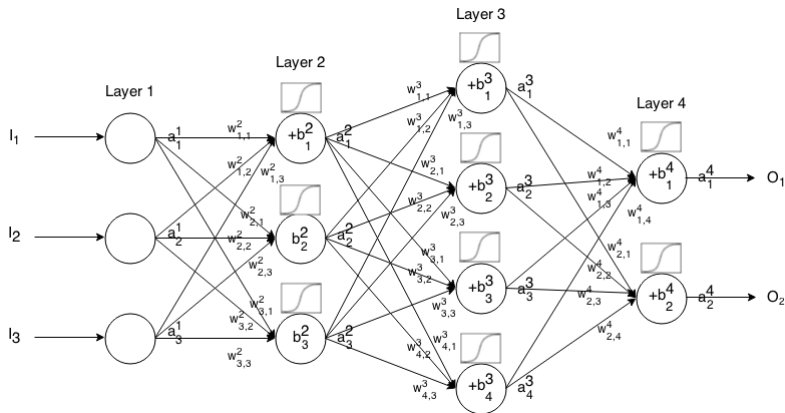 Layer 3
Layer 2
Layer 1
Layer 4
I₁
I₂
I₃
a¹₁
a¹₂
a¹₃
w²₁,₁
w²₁,₂
w²₁,₃
w²₂,₁
w²₂,₂
w²₂,₃
w²₃,₁
w²₃,₂
w²₃,₃
+b²₁
b²₂
b²₃
a²₁
a²₂
a²₃
w³₁,₁
w³₁,₂
w³₁,₃
w³₂,₁
w³₂,₂
w³₂,₃
w³₃,₁
w³₃,₂
w³₃,₃
w³₄,₁
w³₄,₂
w³₄,₃
+b³₁
+b³₂
+b³₃
+b³₄
a³₁
a³₂
a³₃
a³₄
w⁴₁,₁
w⁴₁,₂
w⁴₁,₃
w⁴₁,₄
w⁴₂,₁
w⁴₂,₂
w⁴₂,₃
w⁴₂,₄
+b⁴₁
+b⁴₂
a⁴₁
a⁴₂
O₁
O₂